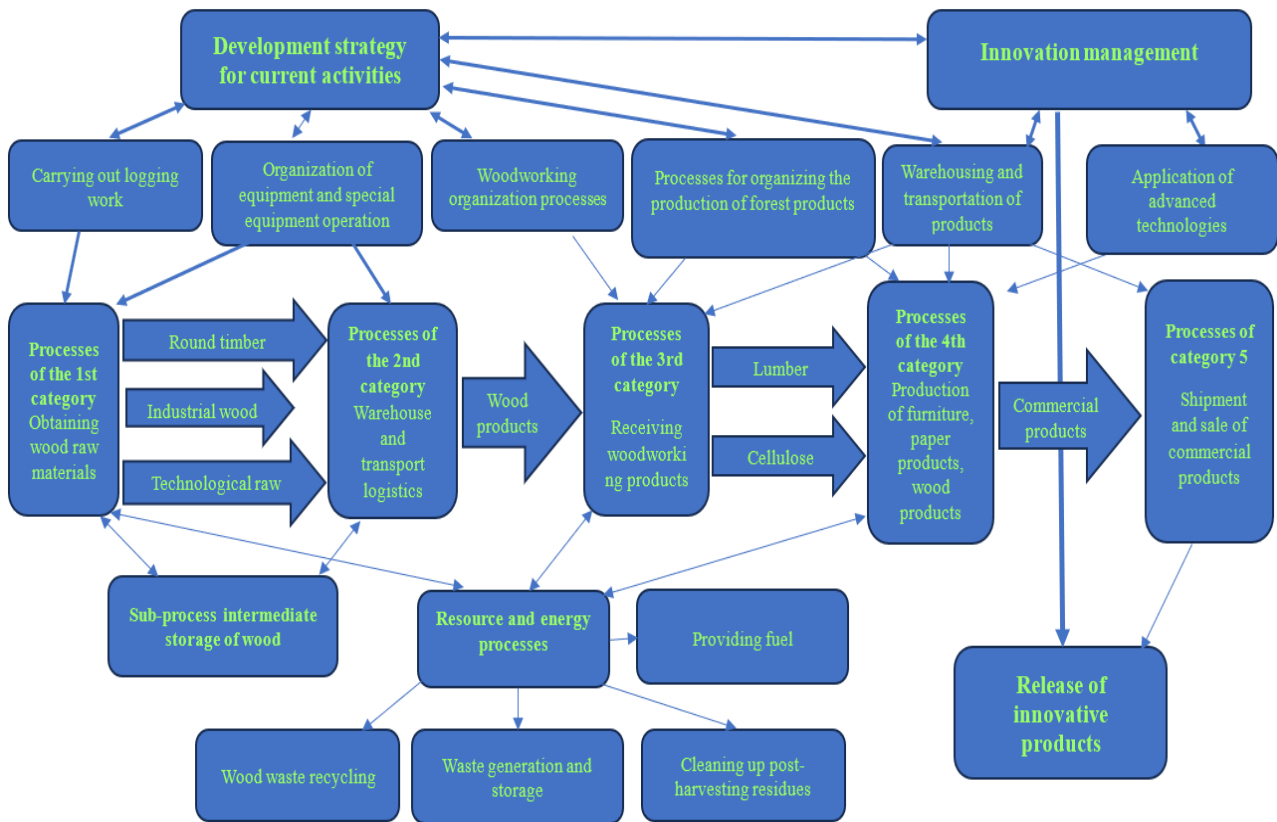 Development strategy
for current activities
Innovation management
Carrying out logging
work
Organization of
equipment and special
equipment operation
Woodworking
organization processes
Processes for organizing the
production of forest products
Warehousing and
transportation of
products
Application of
advanced
technologies
Processes
of the 1st
category
Obtaining
wood raw
materials
Round timber
Industrial wood
Technological raw
Processes of
the 2nd
category
Warehouse
and
transport
logistics
Wood
products
Processes of
the 3rd
category
Receiving
woodworki
ng products
Lumber
Cellulose
Processes
of the 4th
category
Production
of furniture,
paper
products,
wood
products
Commercial
products
Processes of
category 5
Shipment
and sale of
commercial
products
Sub-process intermediate
storage of wood
Resource and energy
processes
Providing fuel
Release of
innovative
products
Wood waste recycling
Waste generation and
storage
Cleaning up post-
harvesting residues